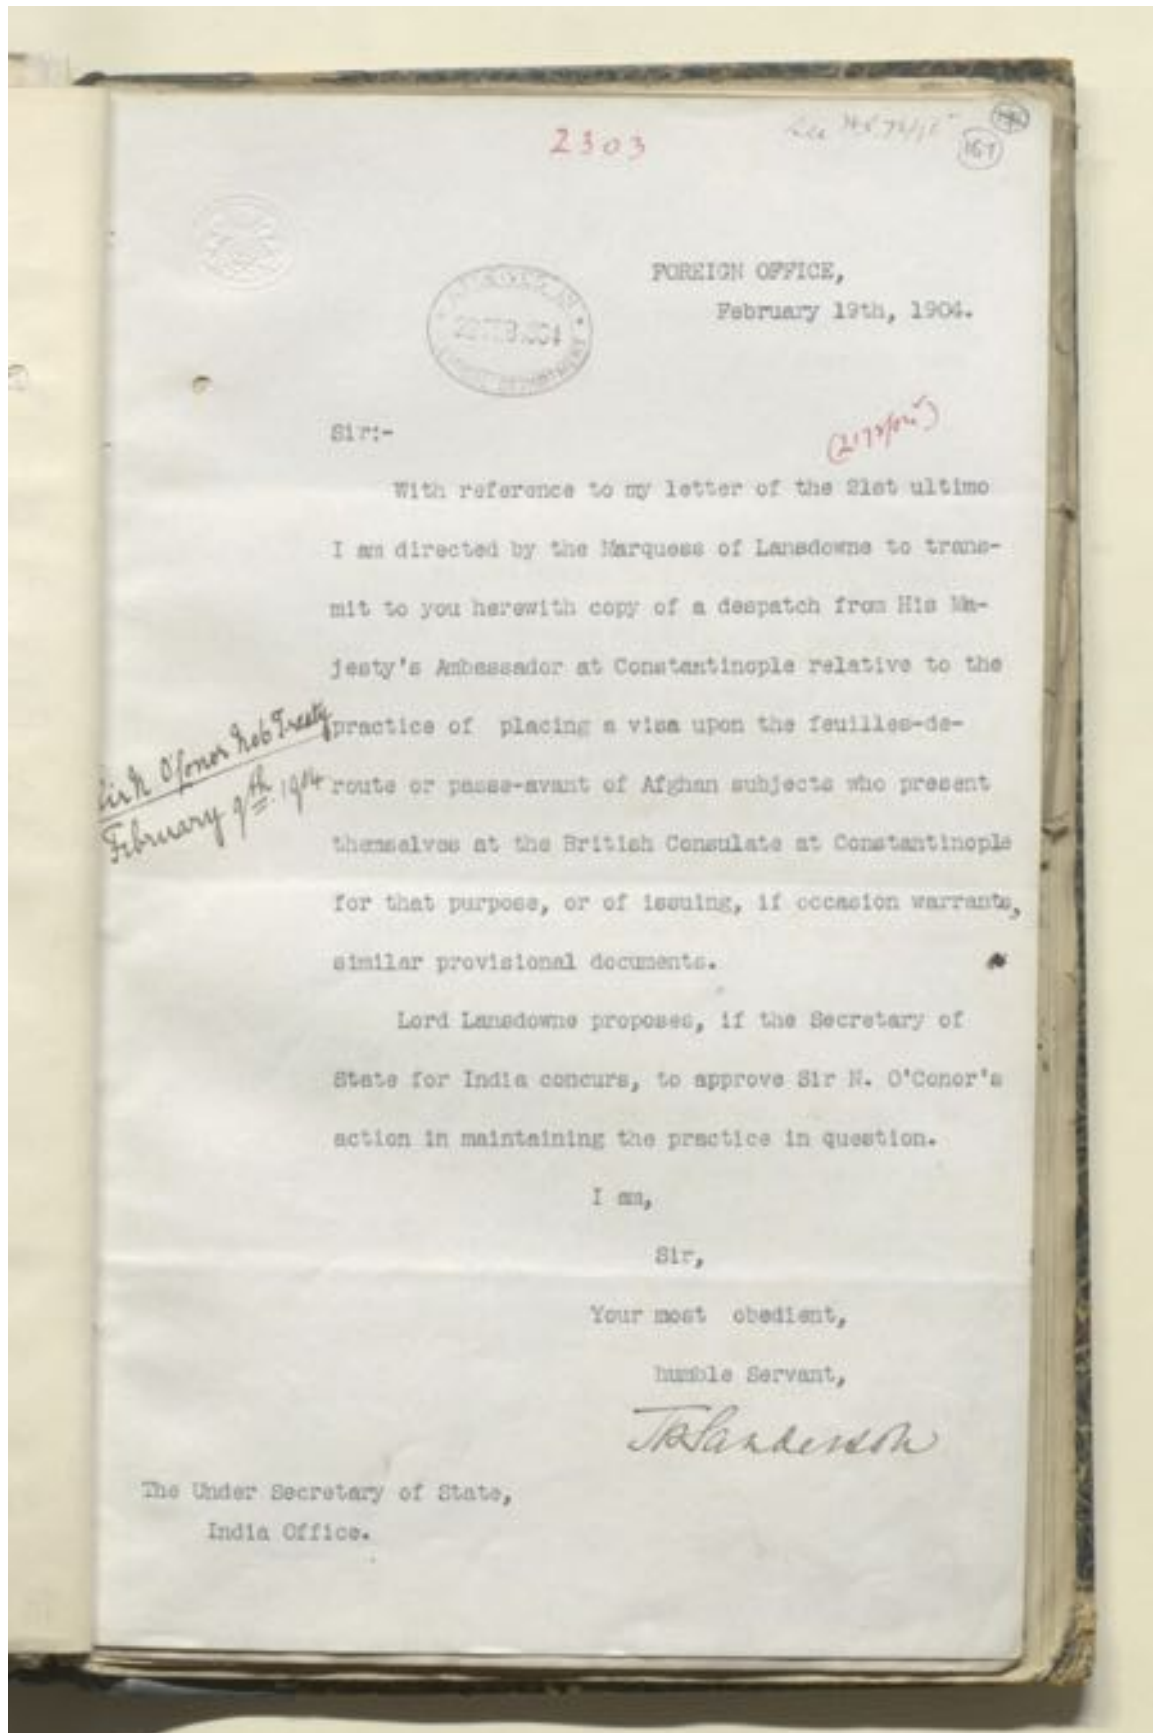 2303
167
FOREIGN OFFICE,
February 19th, 1904.
28 FEB 1904
Sir:-
With reference to my letter of the 21st ultimo
I am directed by the Marquess of Lansdowne to trans-
mit to you herewith copy of a despatch from His Ma-
jesty's Ambassador at Constantinople relative to the
practice of placing a visa upon the feuilles-de-
route or passe-avant of Afghan subjects who present
themselves at the British Consulate at Constantinople
for that purpose, or of issuing, if occasion warrants,
similar provisional documents.
Sir N O'Conor No 6 Treaty
February 9th 1904
Lord Lansdowne proposes, if the Secretary of
State for India concurs, to approve Sir N. O'Conor's
action in maintaining the practice in question.
I am,
Sir,
Your most obedient,
humble Servant,
TH Sanderson
The Under Secretary of State,
India Office.